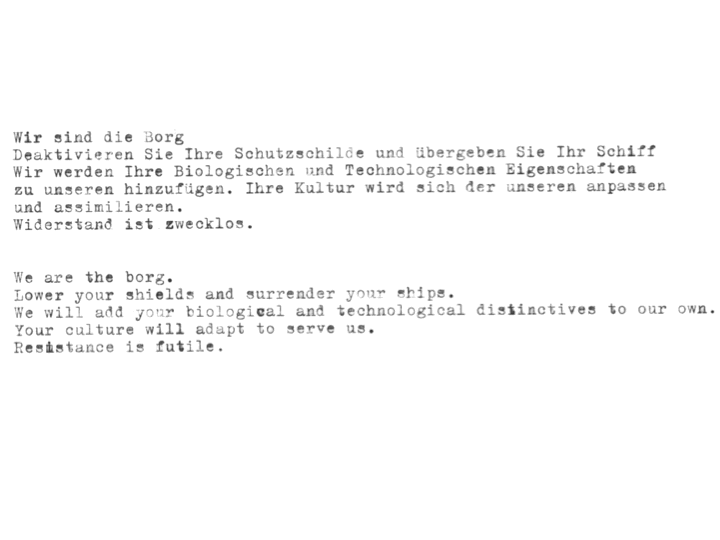 Wir sind die Borg
Deaktivieren Sie Ihre Schutzschilde und übergeben Sie Ihr Schiff
Wir werden Ihre Biologischen und Technologischen Eigenschaften
zu unseren hinzufügen. Ihre Kultur wird sich der unseren anpassen
und assimilieren.
Widerstand ist zwecklos.
We are the borg.
Lower your shields and surrender your ships.
We will add your biological and technological distinctives to our own.
Your culture will adapt to serve us.
Resistance is futile.